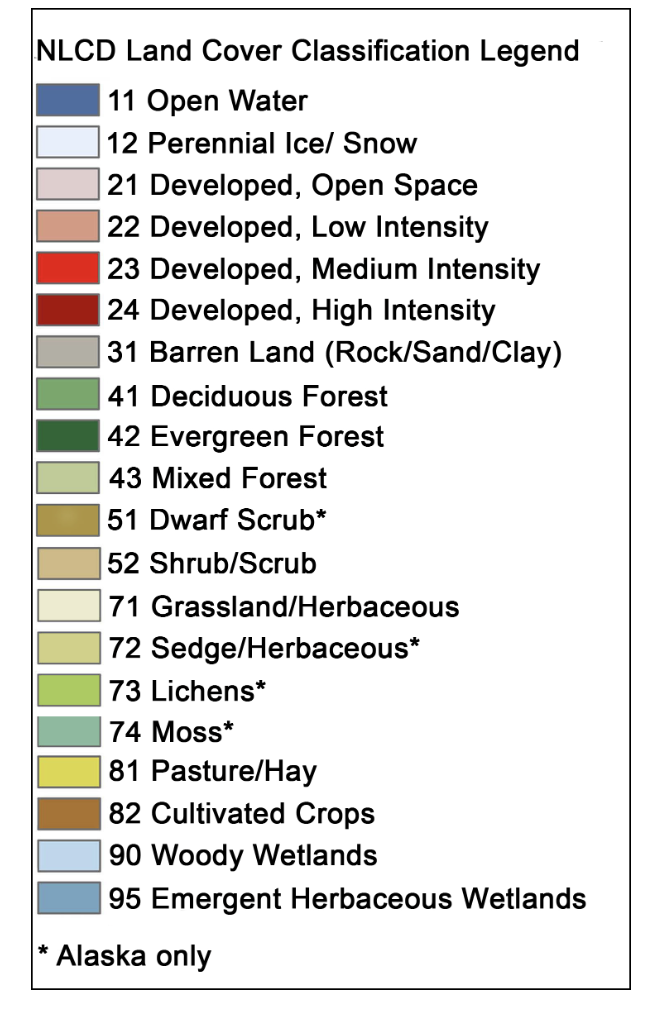 NLCD Land Cover Classification Legend
11 Open Water
12 Perennial Ice/ Snow
21 Developed, Open Space
22 Developed, Low Intensity
23 Developed, Medium Intensity
24 Developed, High Intensity
31 Barren Land (Rock/Sand/Clay)
41 Deciduous Forest
42 Evergreen Forest
43 Mixed Forest
51 Dwarf Scrub*
52 Shrub/Scrub
71 Grassland/Herbaceous
72 Sedge/Herbaceous*
73 Lichens*
74 Moss*
81 Pasture/Hay
82 Cultivated Crops
90 Woody Wetlands
95 Emergent Herbaceous Wetlands
* Alaska only